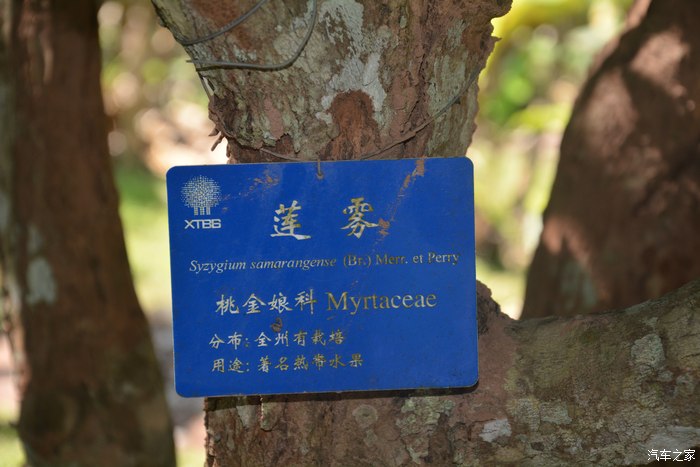 XTBG
莲雾
Syzygium samarangense (Br.) Merr. et Perry
桃金娘科 Myrtaceae
分布: 全州有栽培
用途: 著名热带水果
汽车之家